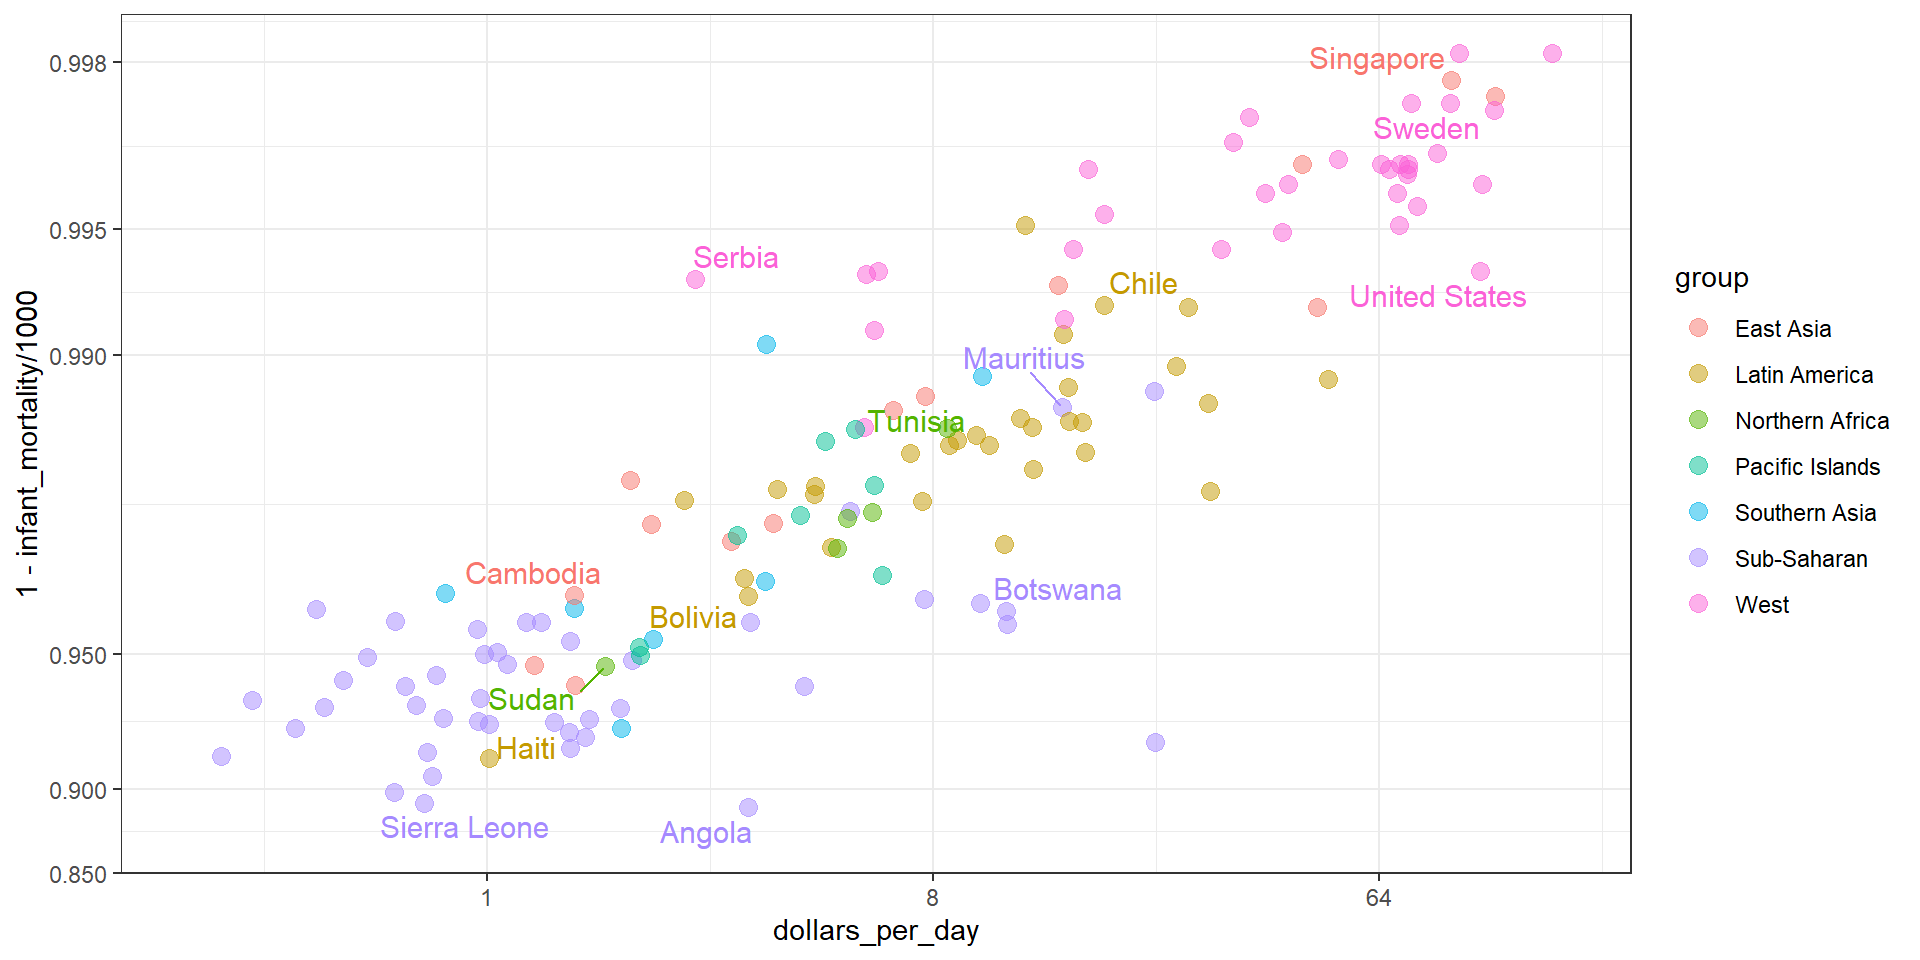 0.998
0.995
0.990
0.950
0.900
0.850
1 - infant_mortality/1000
Singapore
Sweden
Serbia
Chile
United States
Mauritius
Tunisia
Cambodia
Botswana
Bolivia
Sudan
Haiti
Sierra Leone
Angola
1
8
64
dollars_per_day
group
East Asia
Latin America
Northern Africa
Pacific Islands
Southern Asia
Sub-Saharan
West